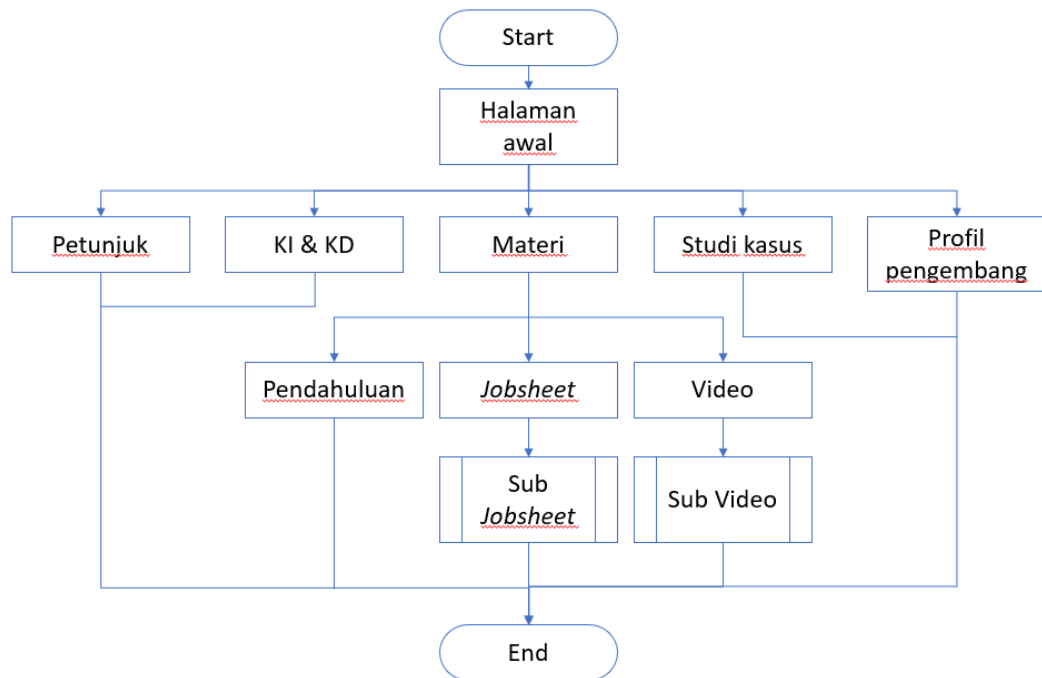 Start
Halaman
awal
Petunjuk
KI & KD
Materi
Studi kasus
Profil
pengembang
Pendahuluan
Jobsheet
Video
Sub
Jobsheet
Sub Video
End